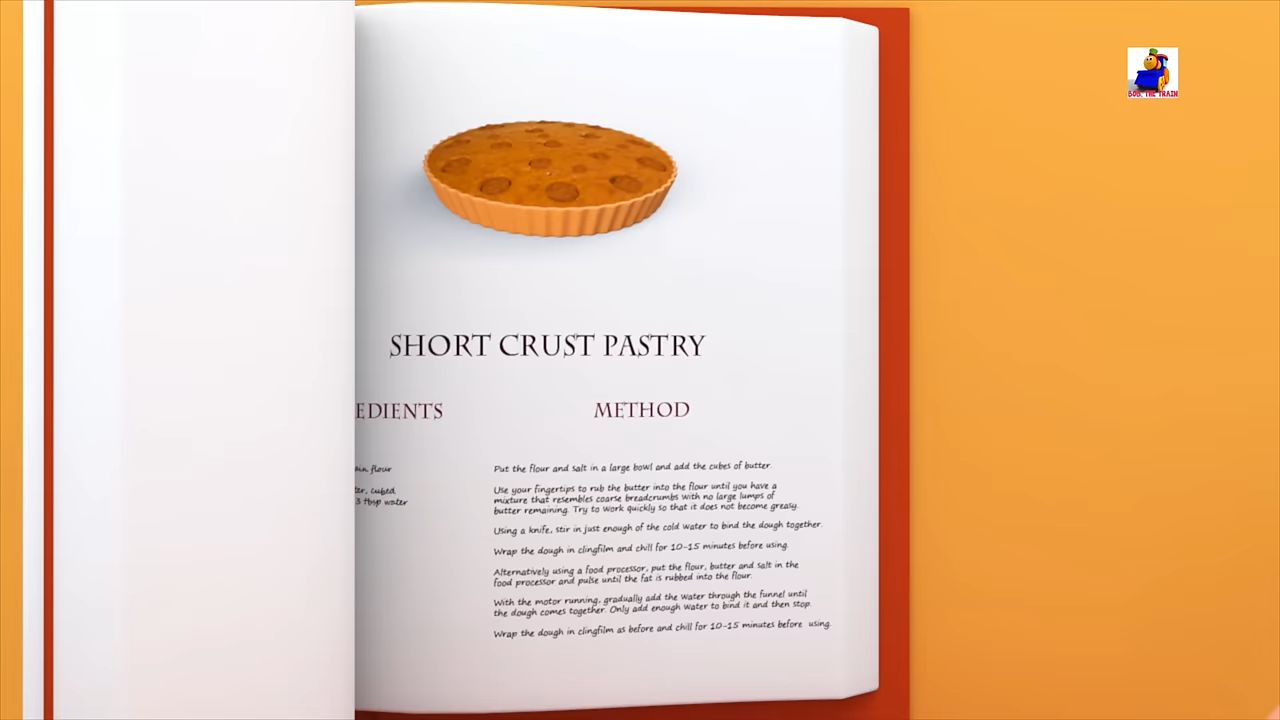 BOB, THE TRAIN
SHORT CRUST PASTRY
EDIENTS
METHOD
ain flour
ter, cubed
3 tbsp water
Put the flour and salt in a large bowl and add the cubes of butter.
Use your fingertips to rub the butter into the flour until you have a
mixture that resembles coarse breadcrumbs with no large lumps of
butter remaining. Try to work quickly so that it does not become greasy.
Using a knife, stir in just enough of the cold water to bind the dough together.
Wrap the dough in clingfilm and chill for 10-15 minutes before using.
Alternatively using a food processor, put the flour, butter and salt in the
food processor and pulse until the fat is rubbed into the flour.
With the motor running, gradually add the water through the funnel until
the dough comes together. Only add enough water to bind it and then stop.
Wrap the dough in clingfilm as before and chill for 10-15 minutes before using.